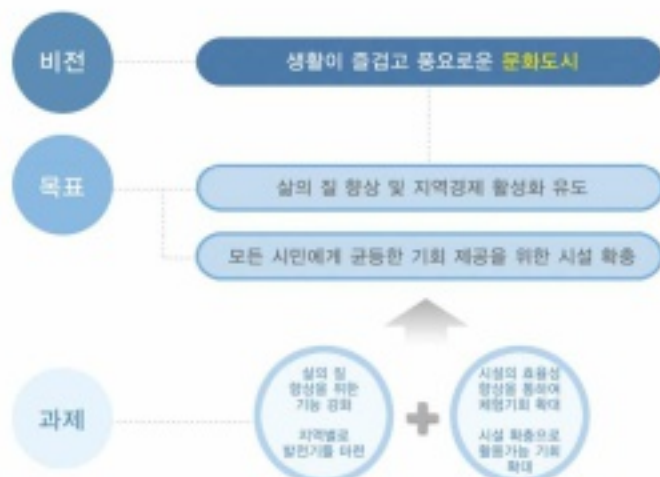 비전
생활이 즐겁고 풍요로운 문화도시
목표
삶의 질 향상 및 지역경제 활성화 유도
모든 시민에게 균등한 기회 제공을 위한 시설 확충
과제
삶의 질
향상을 위한
기능 강화
지역별로
발전기틀 마련
+
시설의 효율성
향상을 통하여
체험기회 확대
시설 확충으로
활동가능 기회
확대